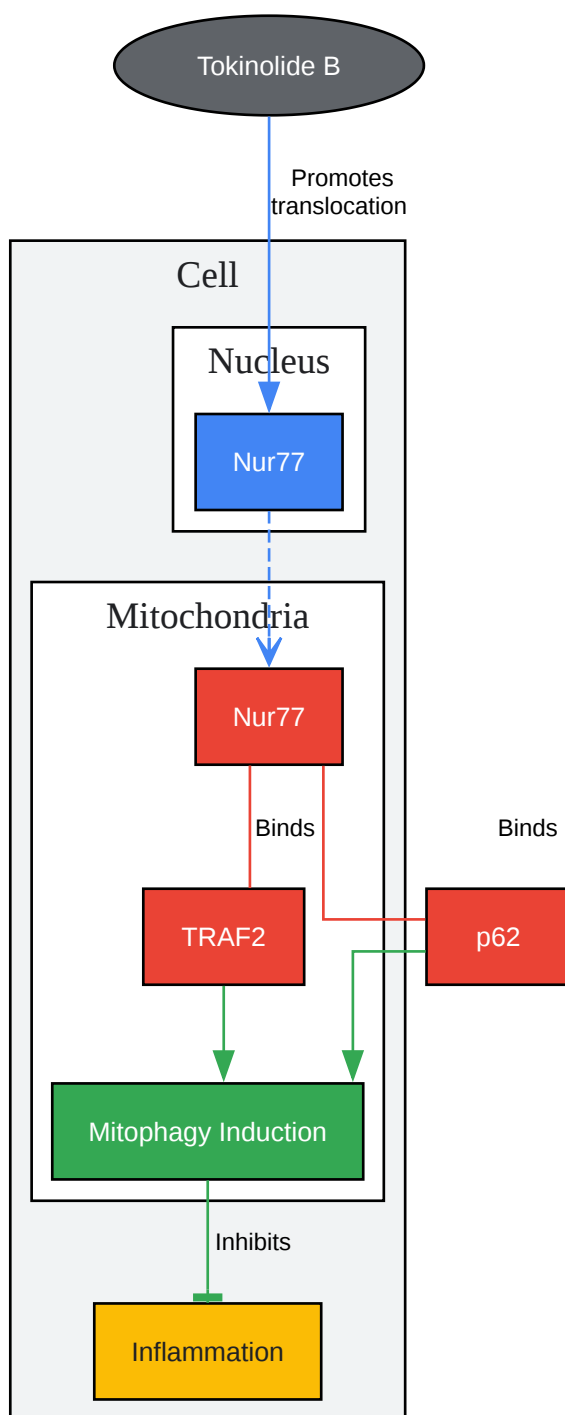 Tokinolide B
Promotes
translocation
Cell
Nucleus
Nur77
Mitochondria
Nur77
Binds
Binds
TRAF2
p62
Mitophagy Induction
Inhibits
Inflammation